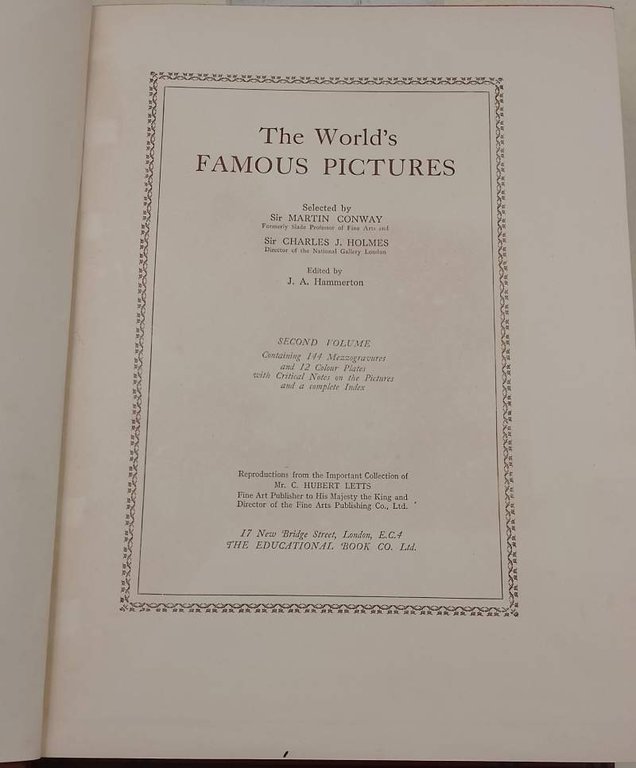 The World's
FAMOUS PICTURES
Selected by
Sir MARTIN CONWAY
Formerly Slade Professor of Fine Arts and
Sir CHARLES J. HOLMES
Director of the National Gallery London
Edited by
J. A. Hammerton
SECOND VOLUME
Containing 144 Mezzogravures
and 12 Colour Plates
with Critical Notes on the Pictures
and a complete Index
Reproductions from the Important Collection of
Mr. C. HUBERT LETTS
Fine Art Publisher to His Majesty the King and
Director of the Fine Arts Publishing Co., Ltd.
17 New Bridge Street, London, E.C.4
THE EDUCATIONAL BOOK CO. Ltd.